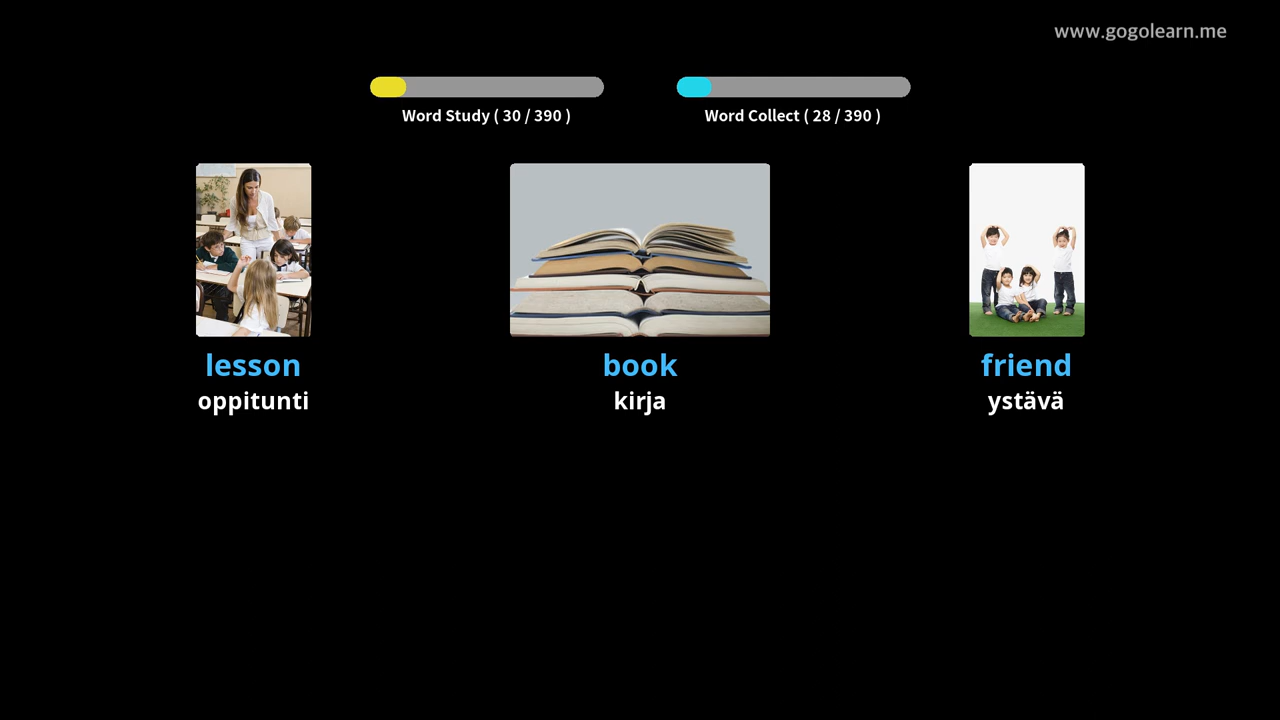 www.gogolearn.me
Word Study ( 30 / 390 )
Word Collect ( 28 / 390 )
lesson
oppitunti
book
kirja
friend
ystävä